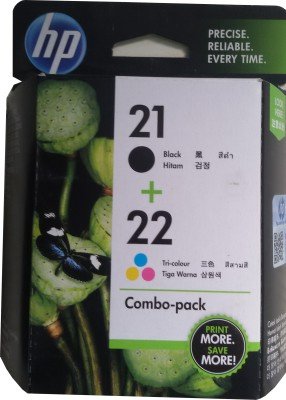 hp
PRECISE.
RELIABLE.
EVERY TIME.
21
Black 黑 สีดำ
Hitam 검정
+
22
Tri-colour 三色 สีสามสี
Tiga Warna 삼원색
Combo-pack
PRINT
MORE.
SAVE
MORE!